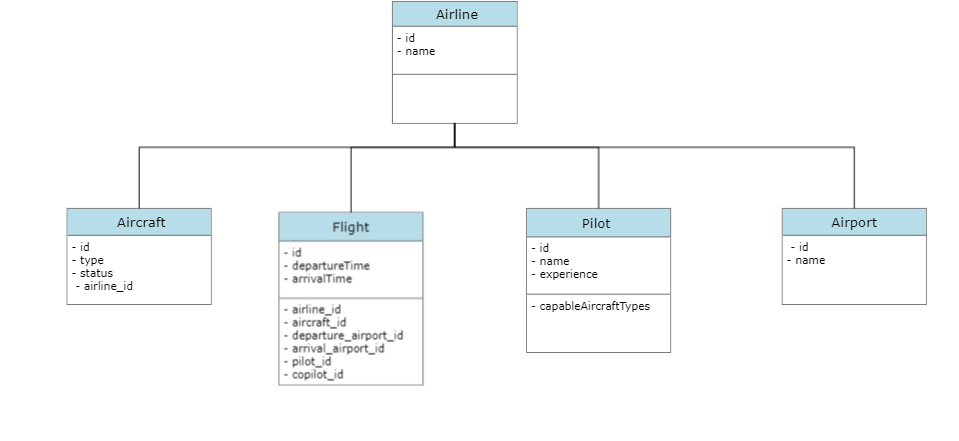 Airline
- id
- name
Aircraft
- id
- type
- status
- airline_id
Flight
- id
- departureTime
- arrivalTime
- airline_id
- aircraft_id
- departure_airport_id
- arrival_airport_id
- pilot_id
- copilot_id
Pilot
- id
- name
- experience
- capableAircraftTypes
Airport
- id
- name